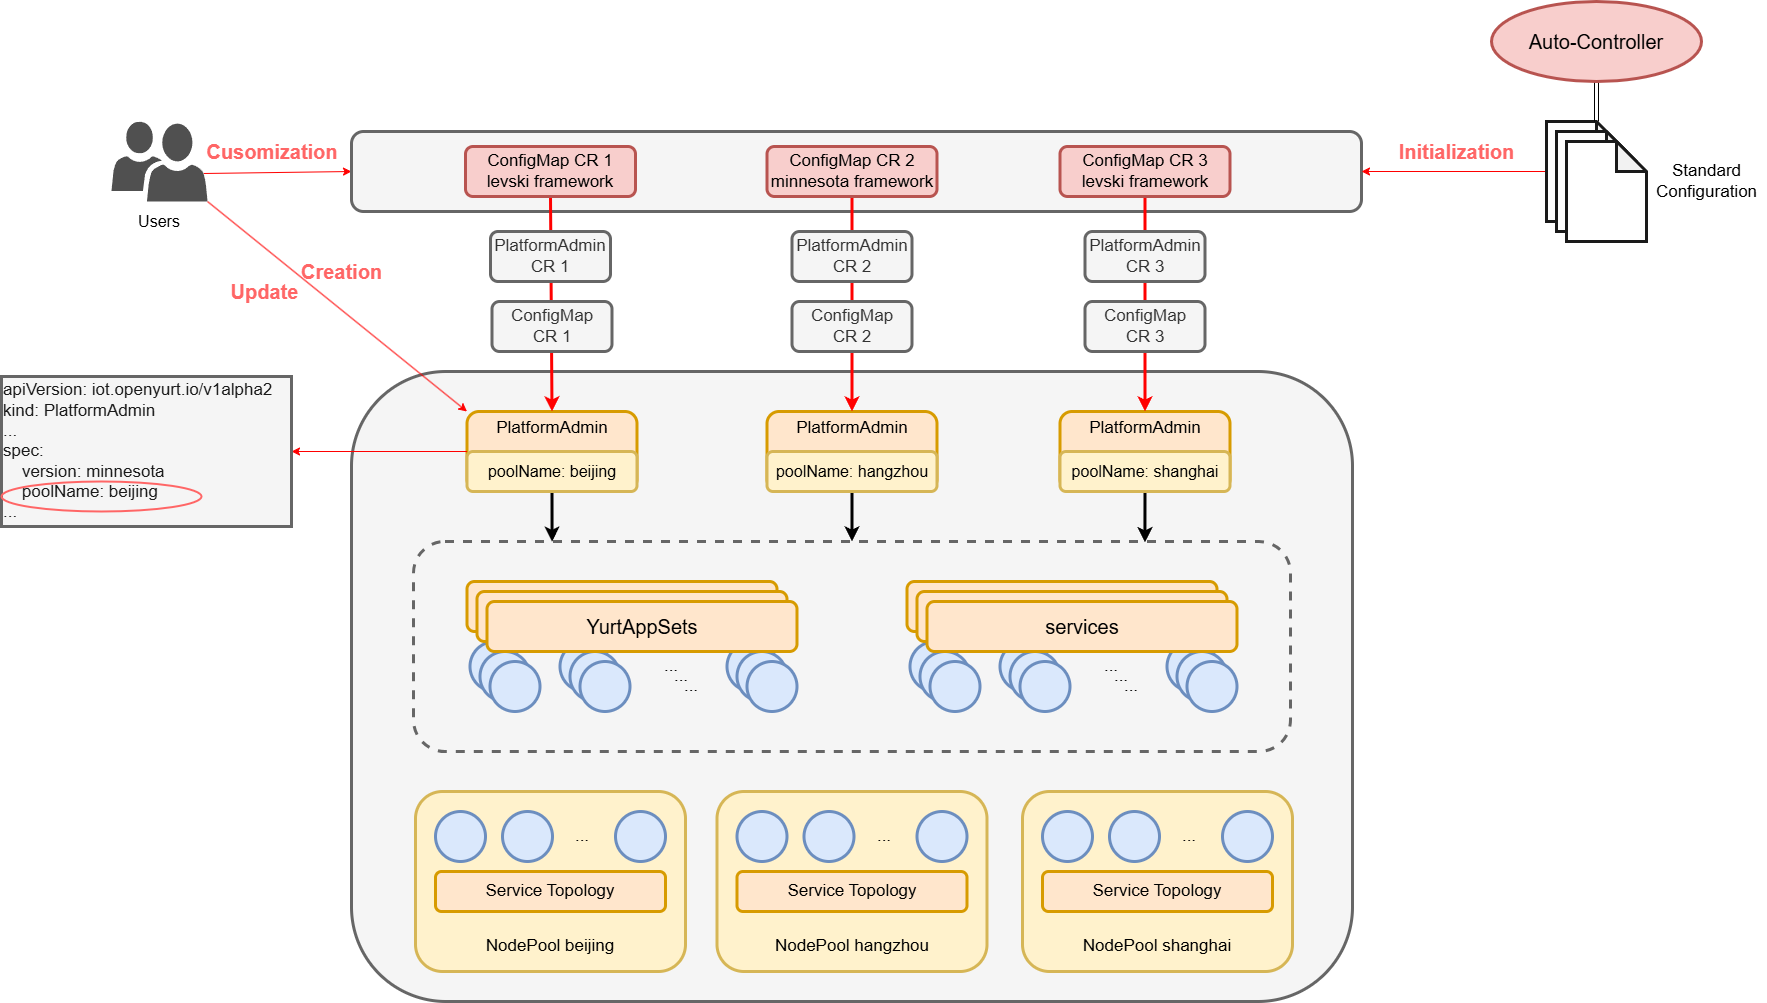 Auto-Controller
Cusomization
ConfigMap CR 1
levski framework
ConfigMap CR 2
minnesota framework
ConfigMap CR 3
levski framework
Initialization
Standard
Configuration
Users
PlatformAdmin
CR 1
PlatformAdmin
CR 2
PlatformAdmin
CR 3
Creation
Update
ConfigMap
CR 1
ConfigMap
CR 2
ConfigMap
CR 3
apiVersion: iot.openyurt.io/v1alpha2
kind: PlatformAdmin
...
spec:
version: minnesota
poolName: beijing
...
PlatformAdmin
poolName: beijing
PlatformAdmin
poolName: hangzhou
PlatformAdmin
poolName: shanghai
YurtAppSets
...
...
...
services
...
...
...
...
Service Topology
NodePool beijing
...
Service Topology
NodePool hangzhou
...
Service Topology
NodePool shanghai